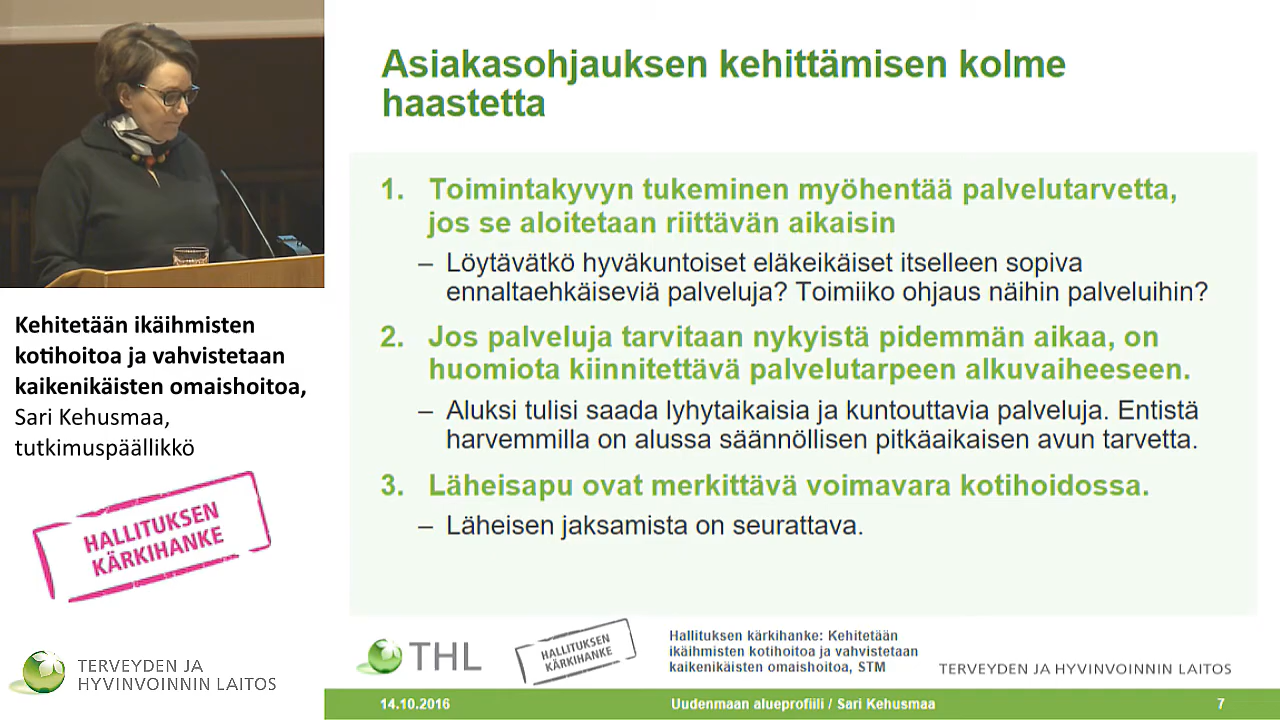 Asiakasohjauksen kehittämisen kolme
haastetta
1. Toimintakyvyn tukeminen myöhentää palvelutarvetta,
jos se aloitetaan riittävän aikaisin
– Löytävätkö hyväkuntoiset eläkeikäiset itselleen sopiva
ennaltaehkäiseviä palveluja? Toimiiko ohjaus näihin palveluihin?
2. Jos palveluja tarvitaan nykyistä pidemmän aikaa, on
huomiota kiinnitettävä palvelutarpeen alkuvaiheeseen.
– Aluksi tulisi saada lyhytaikaisia ja kuntouttavia palveluja. Entistä
harvemmilla on alussa säännöllisen pitkäaikaisen avun tarvetta.
3. Läheisapu ovat merkittävä voimavara kotihoidossa.
– Läheisen jaksamista on seurattava.
Kehitetään ikäihmisten
kotihoitoa ja vahvistetaan
kaikenikäisten omaishoitoa,
Sari Kehusmaa,
tutkimuspäällikkö
HALLITUKSEN
KÄRKIHANKE
TERVEYDEN JA
HYVINVOINNIN LAITOS
THL
HALLITUKSEN
KÄRKIHANKE
Hallituksen kärkihanke: Kehitetään
ikäihmisten kotihoitoa ja vahvistetaan
kaikenikäisten omaishoitoa, STM
TERVEYDEN JA HYVINVOINNIN LAITOS
14.10.2016
Uudenmaan alueprofiili / Sari Kehusmaa
7